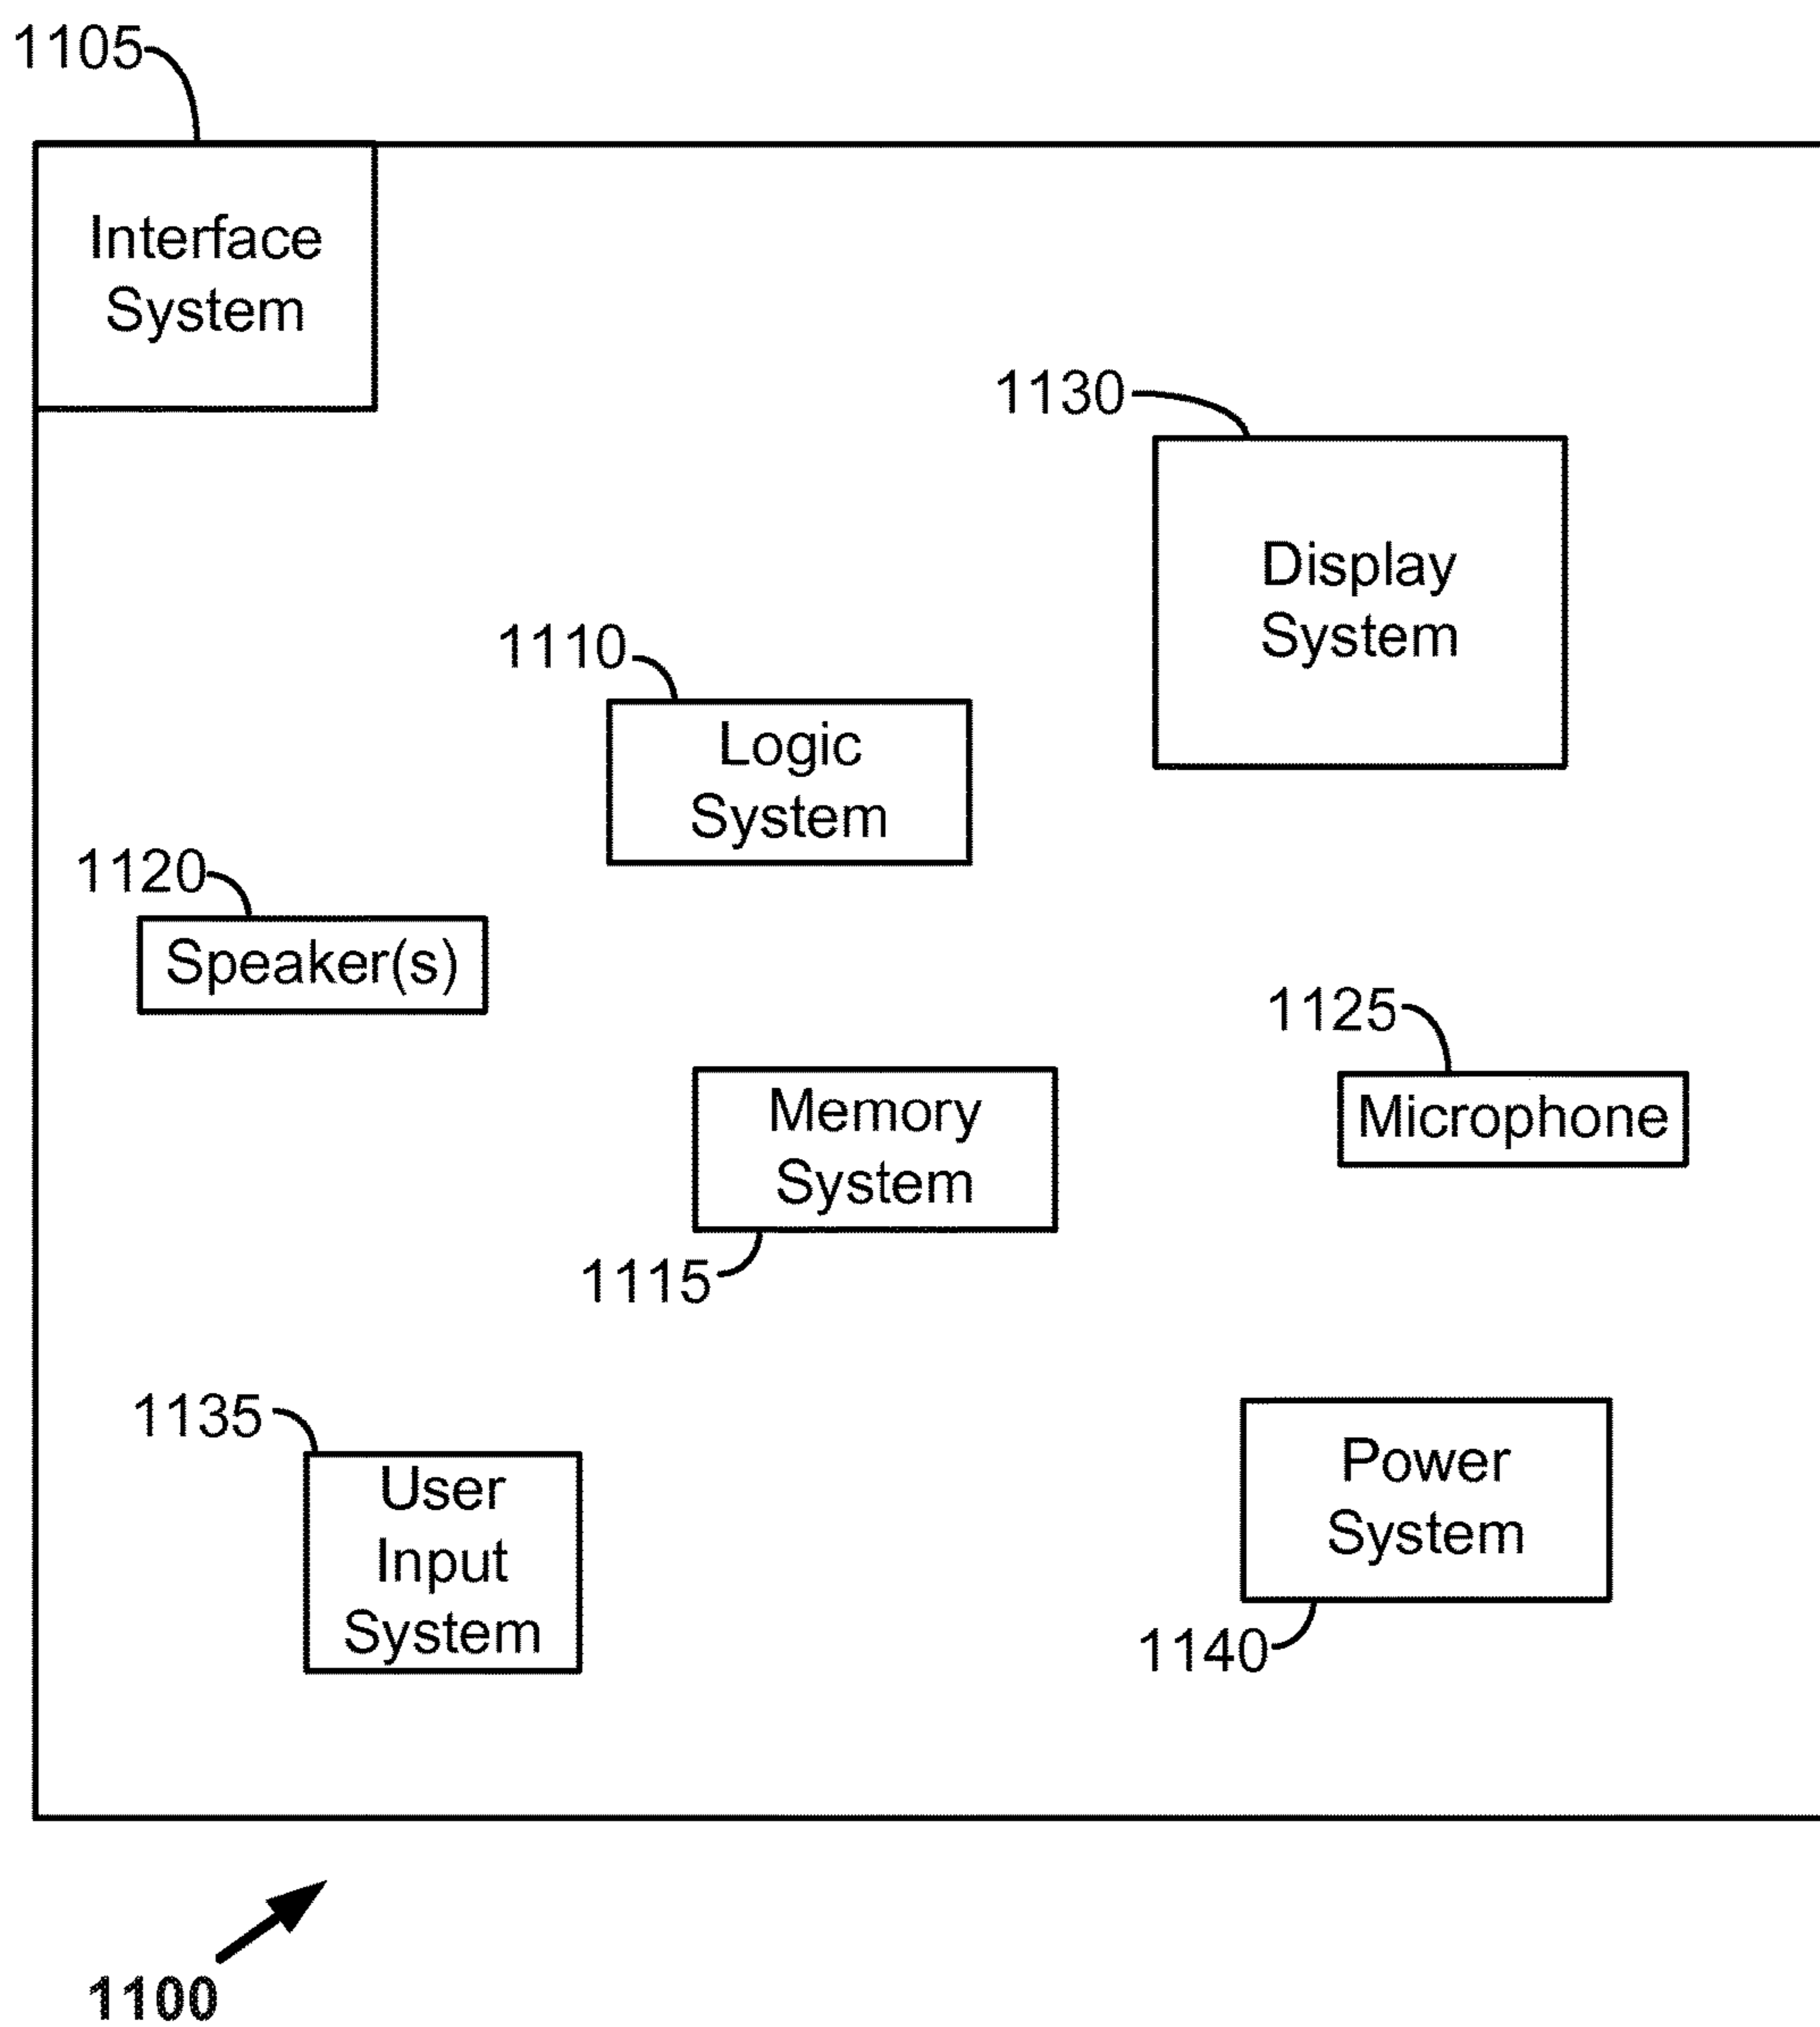 1105
Interface
System
1130
Display
System
1110
Logic
System
1120
Speaker(s)
1125
Microphone
Memory
System
1115
1135
User
Input
System
Power
System
1140
1100